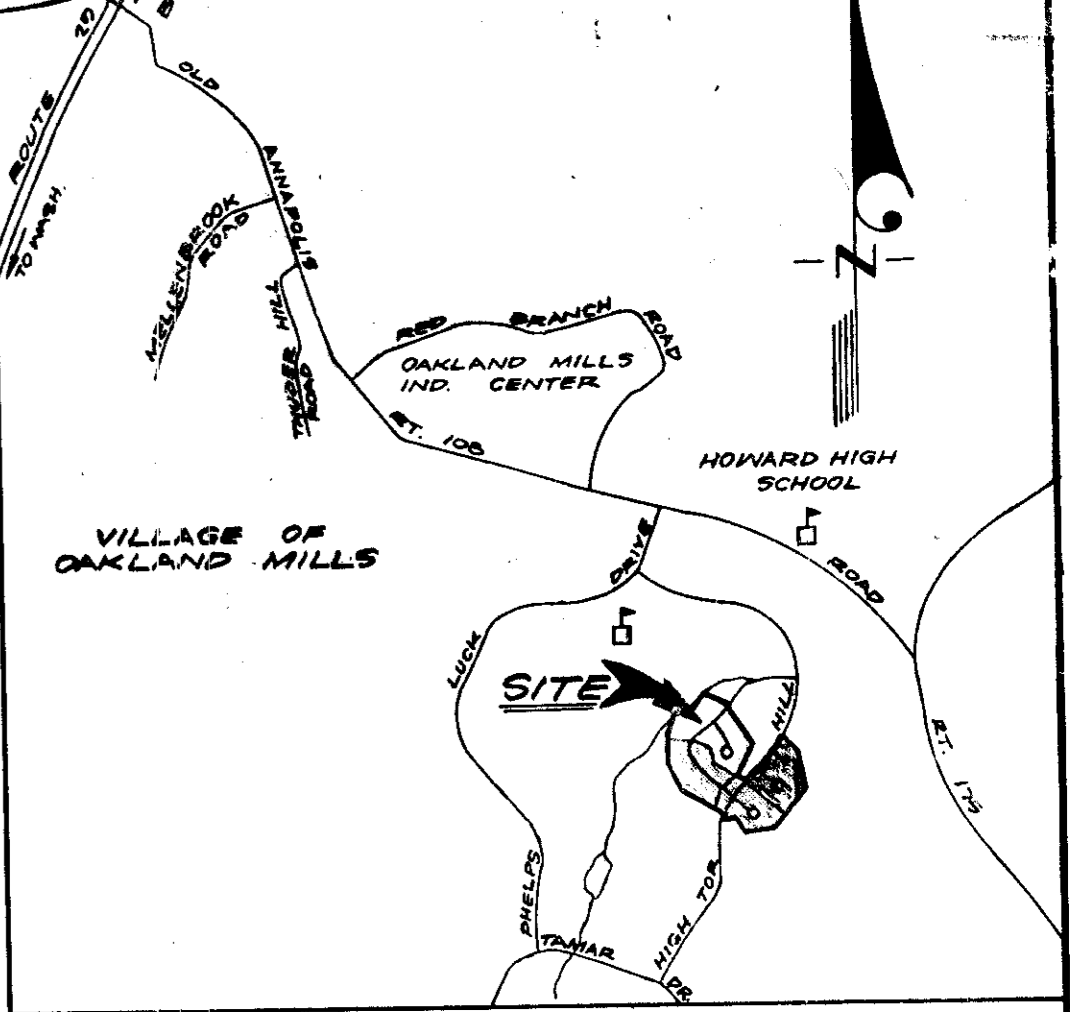 29
B
ROUTE
TO WASH.
OLD
ANNAPOLIS
MELLENBROOK
ROAD
THUNDER HILL
ROAD
RED BRANCH ROAD
OAKLAND MILLS
IND. CENTER
RT. 108
N
HOWARD HIGH
SCHOOL
VILLAGE OF
OAKLAND MILLS
DRIVE
ROAD
LUCK
SITE
HILL
RT. 175
PHELPS
HIGH TOR
TAMAR
DR.